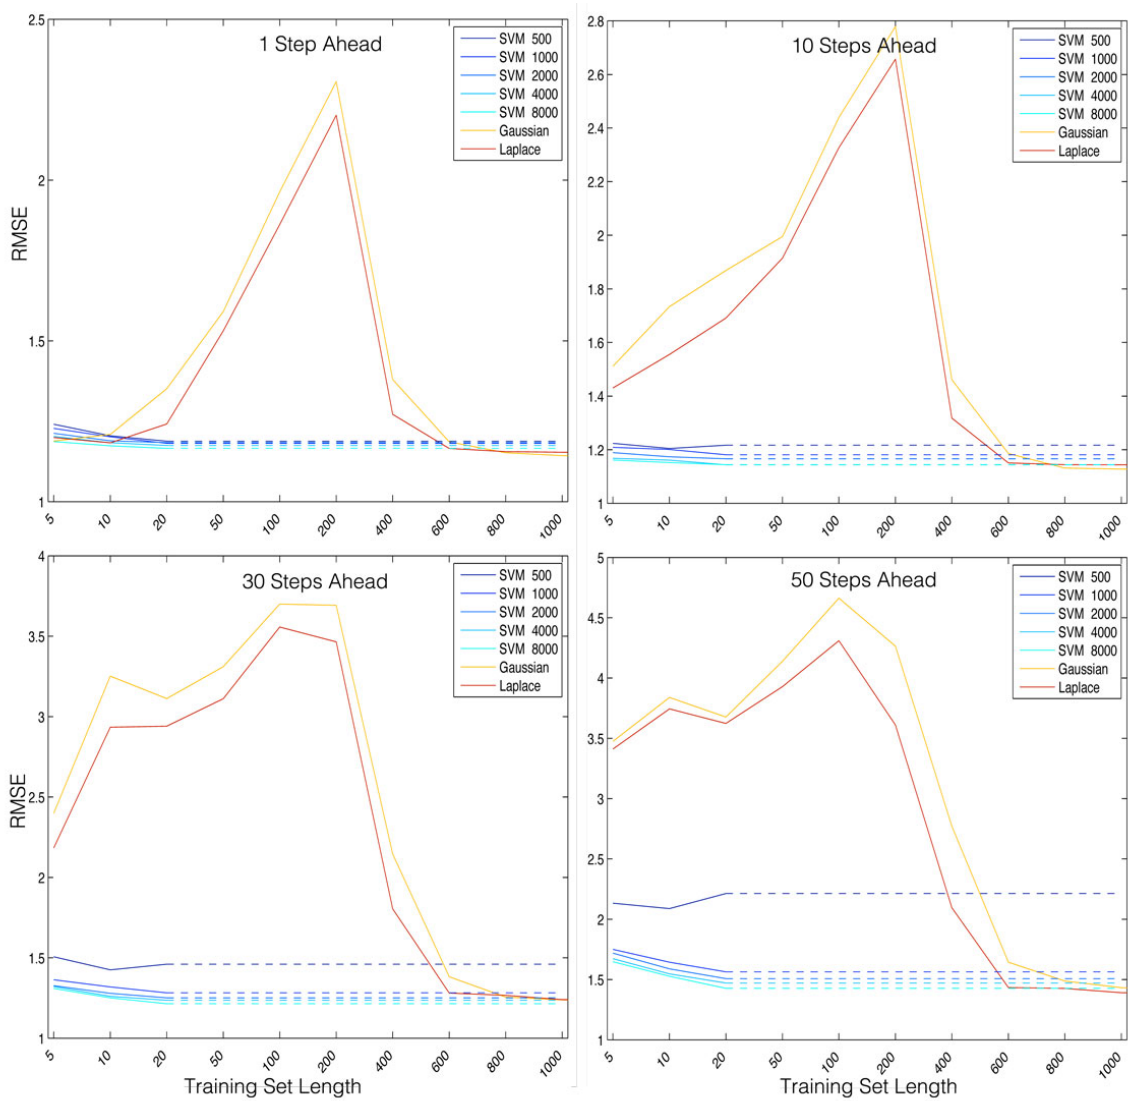 1 Step Ahead
SVM 500
SVM 1000
SVM 2000
SVM 4000
SVM 8000
Gaussian
Laplace
RMSE
2.5
2
1.5
1
5 10 20 50 100 200 400 600 800 1000
10 Steps Ahead
SVM 500
SVM 1000
SVM 2000
SVM 4000
SVM 8000
Gaussian
Laplace
2.8
2.6
2.4
2.2
2
1.8
1.6
1.4
1.2
1
5 10 20 50 100 200 400 600 800 1000
30 Steps Ahead
SVM 500
SVM 1000
SVM 2000
SVM 4000
SVM 8000
Gaussian
Laplace
RMSE
4
3.5
3
2.5
2
1.5
1
5 10 20 50 100 200 400 600 800 1000
Training Set Length
50 Steps Ahead
SVM 500
SVM 1000
SVM 2000
SVM 4000
SVM 8000
Gaussian
Laplace
5
4.5
4
3.5
3
2.5
2
1.5
1
5 10 20 50 100 200 400 600 800 1000
Training Set Length